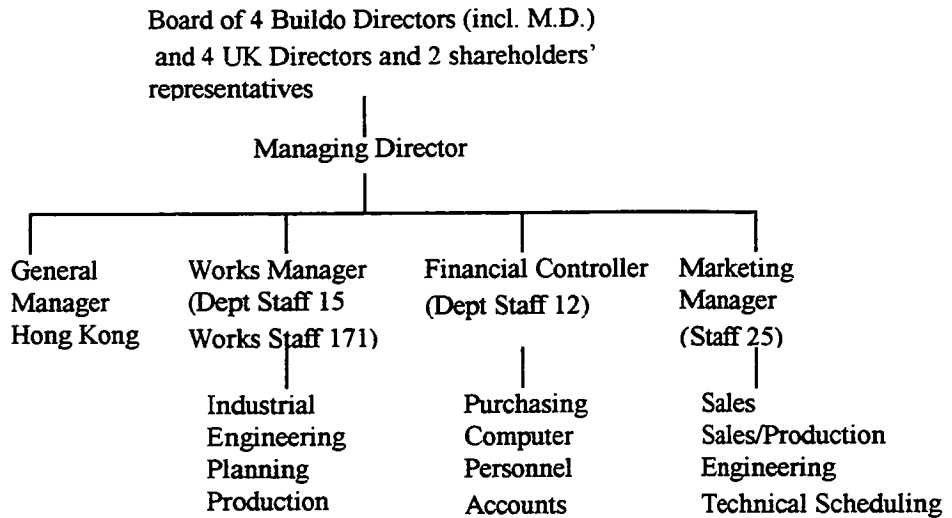 Board of 4 Buildo Directors (incl. M.D.)
and 4 UK Directors and 2 shareholders'
representatives
Managing Director
General
Manager
Hong Kong
Works Manager
(Dept Staff 15
Works Staff 171)
Financial Controller
(Dept Staff 12)
Marketing
Manager
(Staff 25)
Industrial
Engineering
Planning
Production
Purchasing
Computer
Personnel
Accounts
Sales
Sales/Production
Engineering
Technical Scheduling